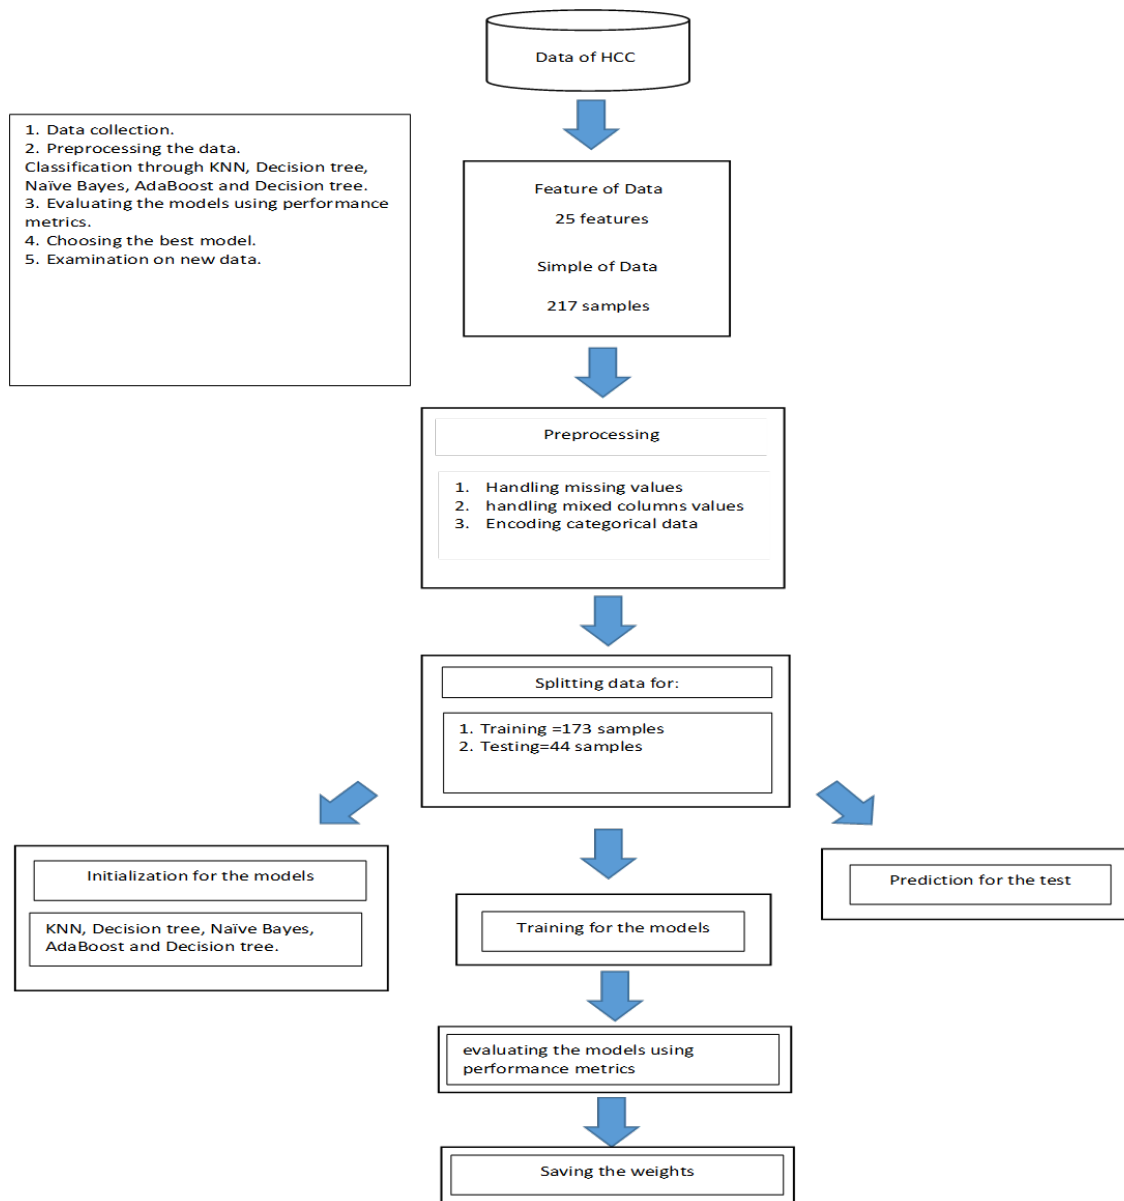 Data of HCC
1. Data collection.
2. Preprocessing the data.
Classification through KNN, Decision tree,
Naïve Bayes, AdaBoost and Decision tree.
3. Evaluating the models using performance
metrics.
4. Choosing the best model.
5. Examination on new data.
Feature of Data
25 features
Simple of Data
217 samples
Preprocessing
1. Handling missing values
2. handling mixed columns values
3. Encoding categorical data
Splitting data for:
1. Training =173 samples
2. Testing=44 samples
Initialization for the models
KNN, Decision tree, Naïve Bayes,
AdaBoost and Decision tree.
Training for the models
Prediction for the test
evaluating the models using
performance metrics
Saving the weights